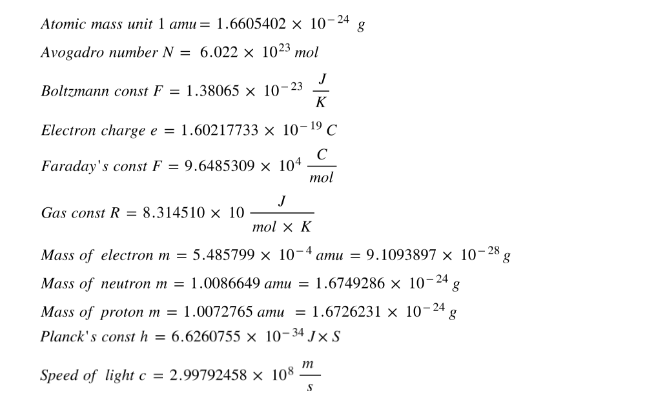 Atomic mass unit 1 amu = 1.6605402 × 10⁻²⁴ g
Avogadro number N = 6.022 × 10²³ mol
Boltzmann const F = 1.38065 × 10⁻²³ J/K
Electron charge e = 1.60217733 × 10⁻¹⁹ C
Faraday's const F = 9.6485309 × 10⁴ C/mol
Gas const R = 8.314510 × 10 J/(mol × K)
Mass of electron m = 5.485799 × 10⁻⁴ amu = 9.1093897 × 10⁻²⁸ g
Mass of neutron m = 1.0086649 amu = 1.6749286 × 10⁻²⁴ g
Mass of proton m = 1.0072765 amu = 1.6726231 × 10⁻²⁴ g
Planck's const h = 6.6260755 × 10⁻³⁴ J × S
Speed of light c = 2.99792458 × 10⁸ m/s